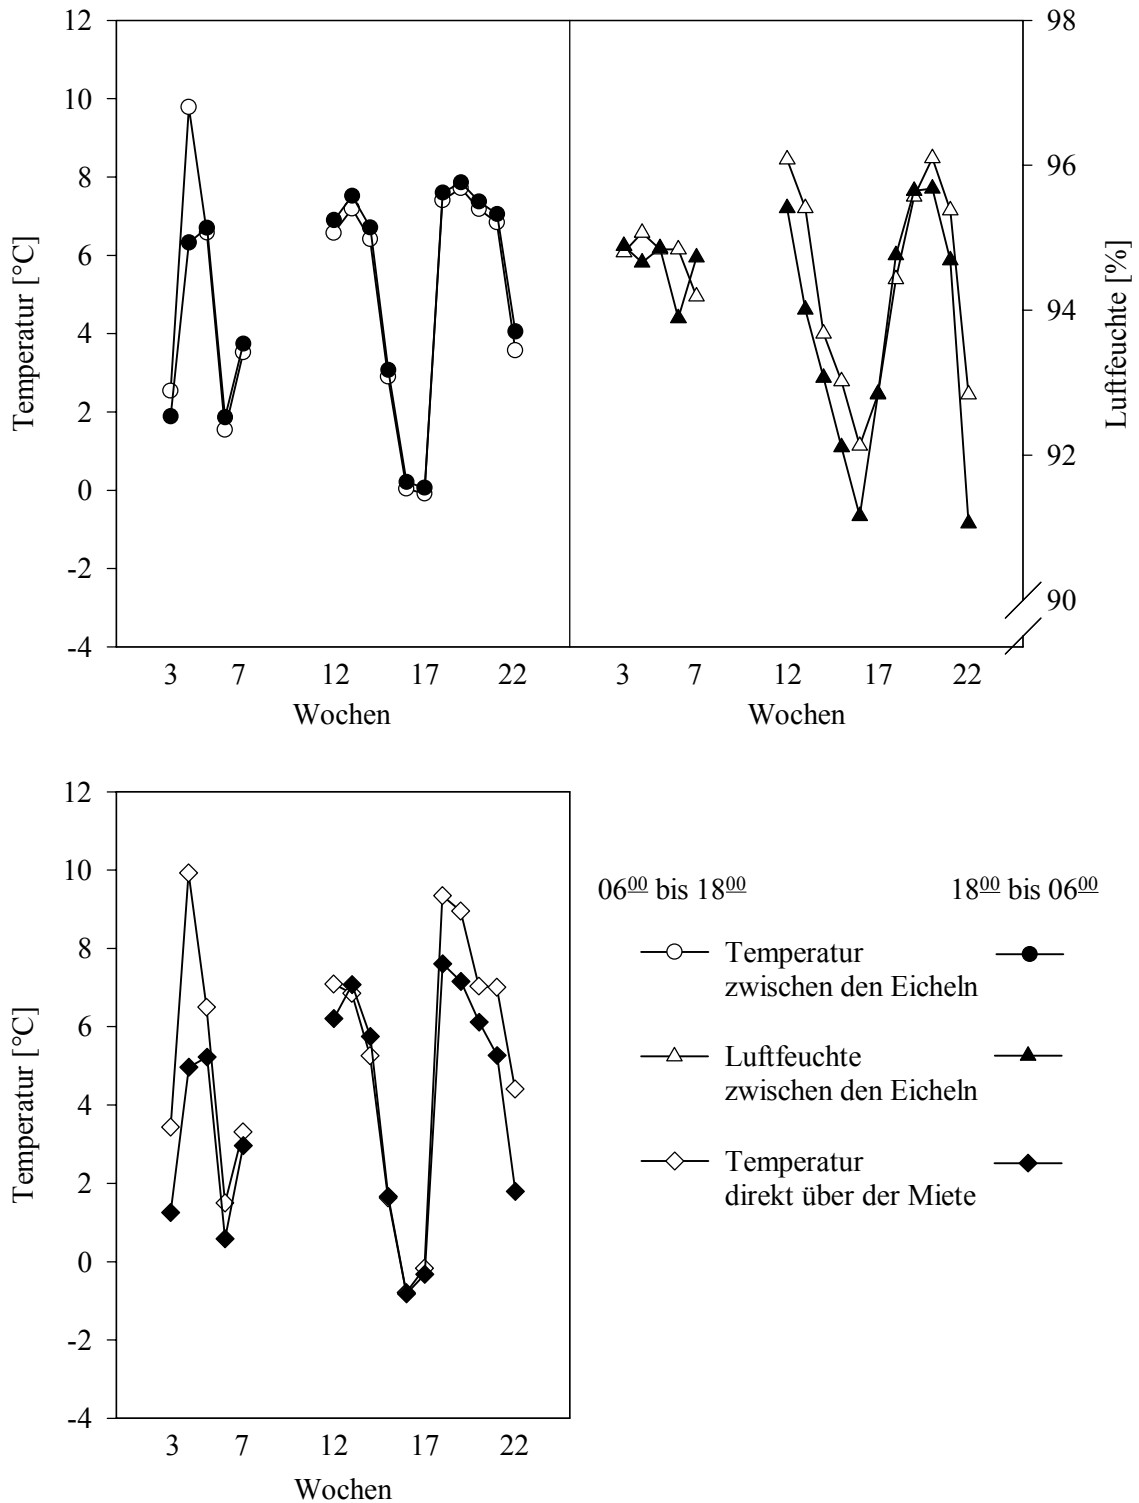 12
10
8
6
4
2
0
-2
-4
Temperatur [°C]
3 7 12 17 22
Wochen
3 7 12 17 22
Wochen
98
96
94
92
90
Luftfeuchte [%]
12
10
8
6
4
2
0
-2
-4
Temperatur [°C]
3 7 12 17 22
Wochen
06⁰⁰ bis 18⁰⁰ 18⁰⁰ bis 06⁰⁰
Temperatur
zwischen den Eicheln
Luftfeuchte
zwischen den Eicheln
Temperatur
direkt über der Miete